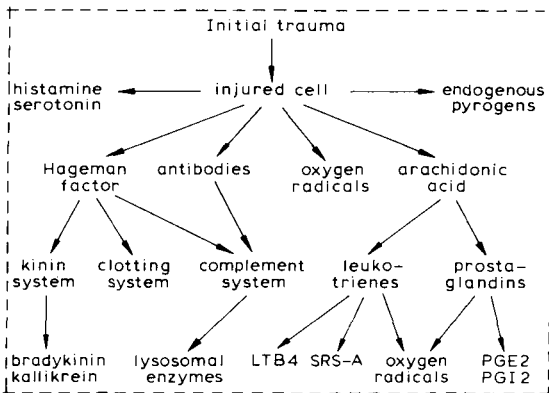 Initial trauma
histamine
serotonin
injured cell
endogenous
pyrogens
Hageman
factor
antibodies
oxygen
radicals
arachidonic
acid
kinin
system
clotting
system
complement
system
leuko-
trienes
prosta-
glandins
bradykinin
kallikrein
lysosomal
enzymes
LTB4
SRS-A
oxygen
radicals
PGE2
PGI2